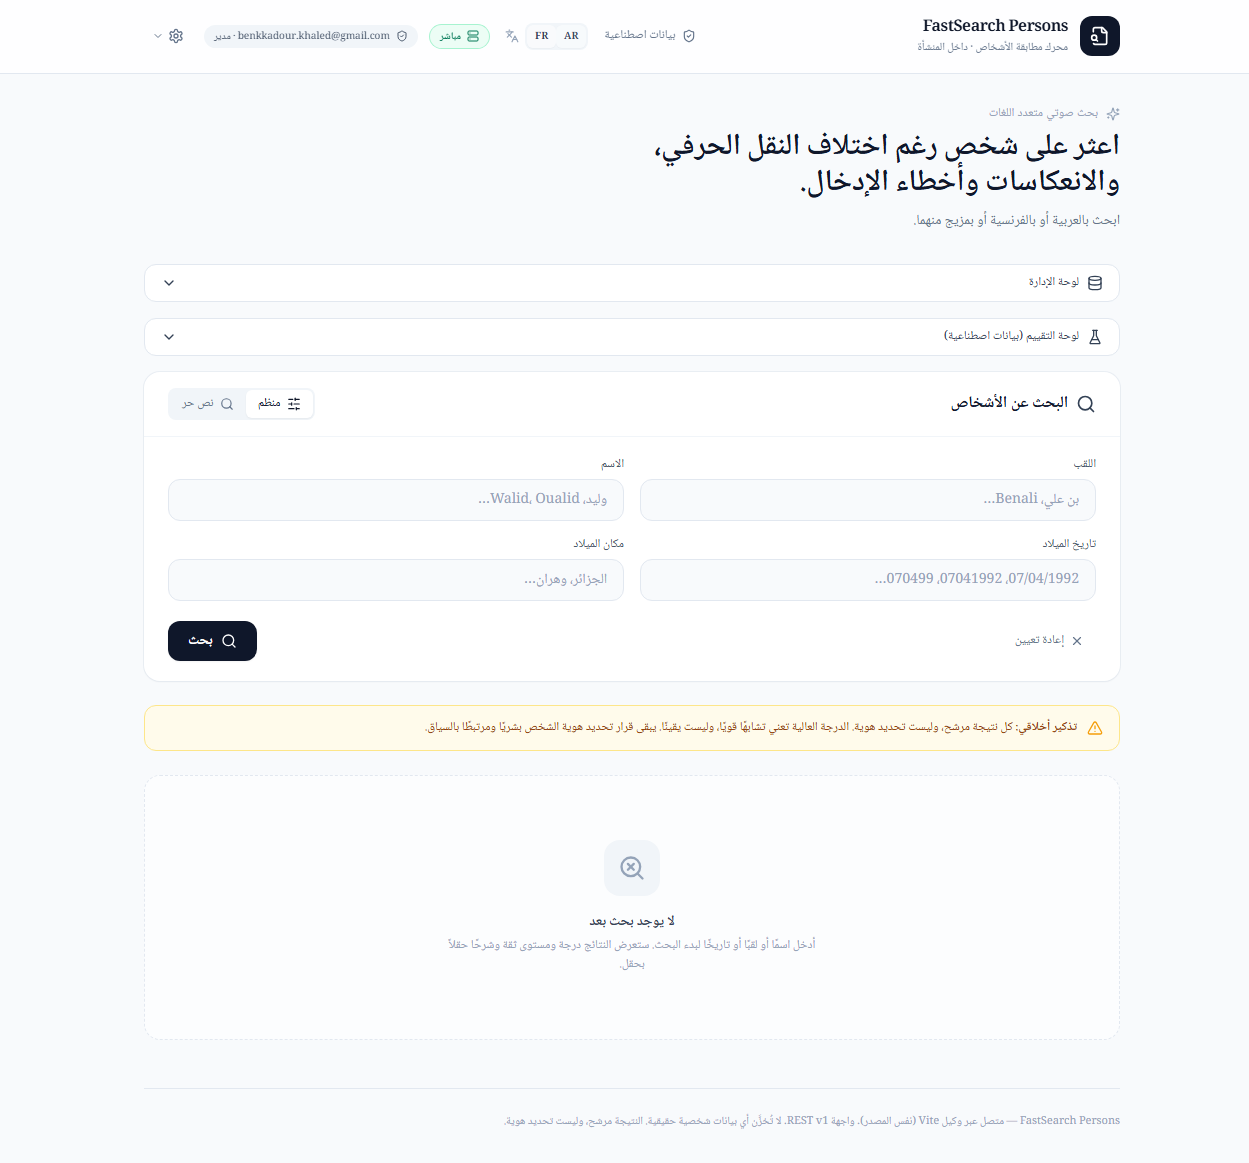 FastSearch Persons
محرك مطابقة الأشخاص · داخل المنشأة
بيانات اصطناعية
AR
FR
مباشر
benkkadour.khaled@gmail.com · مدير
بحث صوتي متعدد اللغات
اعثر على شخص رغم اختلاف النقل الحرفي،
والانعكاسات وأخطاء الإدخال.
ابحث بالعربية أو بالفرنسية أو بمزيج منهما.
لوحة الإدارة
لوحة التقييم (بيانات اصطناعية)
البحث عن الأشخاص
منظم
نص حر
اللقب
الاسم
بن علي، Benali...
وليد، Walid، Oualid...
تاريخ الميلاد
مكان الميلاد
07/04/1992، 07041992، 070499...
الجزائر، وهران...
إعادة تعيين
بحث
تذكير أخلاقي: كل نتيجة مرشح، وليست تحديد هوية. الدرجة العالية تعني تشابهًا قويًا، وليست يقينًا. يبقى قرار تحديد هوية الشخص بشريًا ومرتبطًا بالسياق.
لا يوجد بحث بعد
أدخل اسمًا أو لقبًا أو تاريخًا لبدء البحث. ستعرض النتائج درجة ومستوى ثقة وشرحًا حقلاً
بحقل.
FastSearch Persons — متصل عبر وكيل Vite (نفس المصدر). واجهة REST v1. لا تُخزَّن أي بيانات شخصية حقيقية. النتيجة مرشح، وليست تحديد هوية.